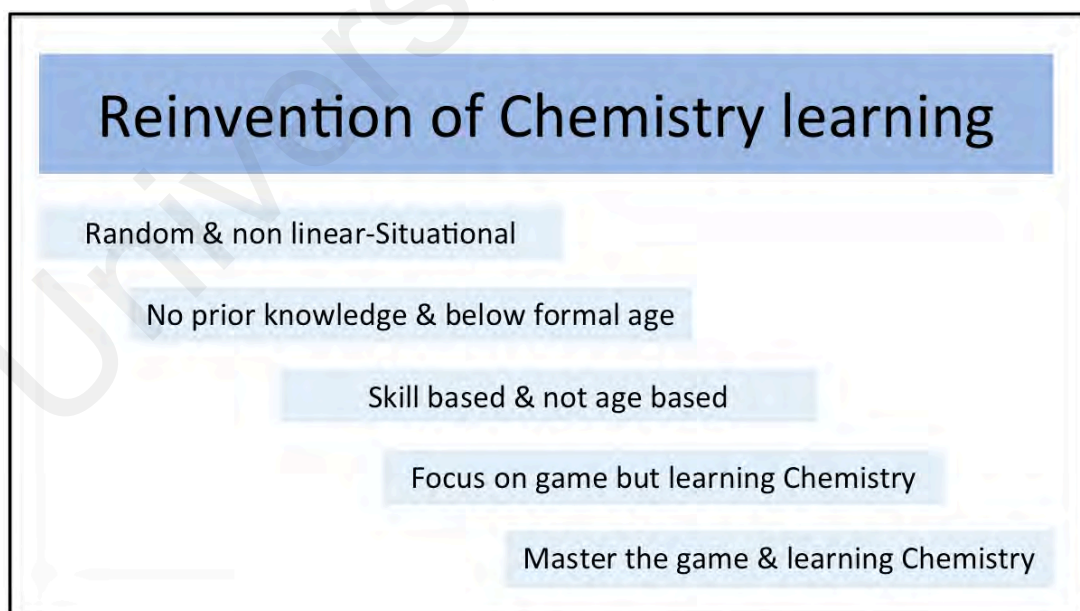 Reinvention of Chemistry learning
Random & non linear-Situational
No prior knowledge & below formal age
Skill based & not age based
Focus on game but learning Chemistry
Master the game & learning Chemistry
Univers